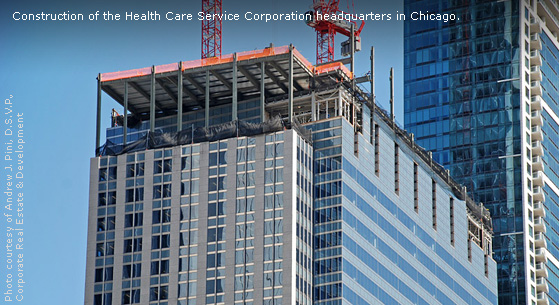 Construction of the Health Care Service Corporation headquarters in Chicago.
Photo courtesy of Andrew J. Pini, D.S.V.P.,
Corporate Real Estate & Development